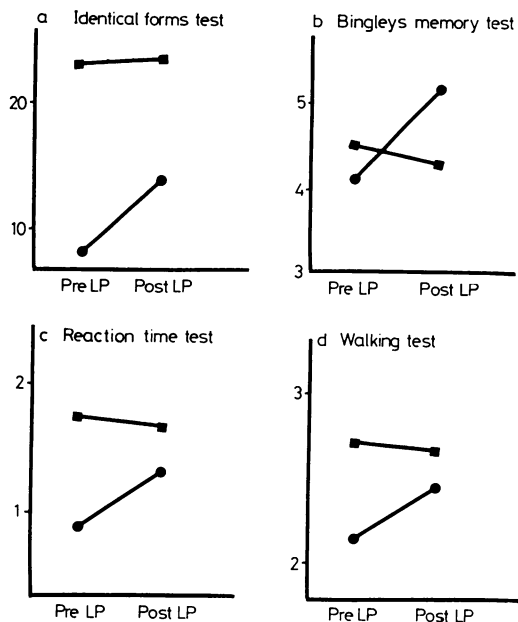 a Identical forms test
20
10
Pre LP Post LP
b Bingleys memory test
5
4
3
Pre LP Post LP
c Reaction time test
2
1
Pre LP Post LP
d Walking test
3
2
Pre LP Post LP